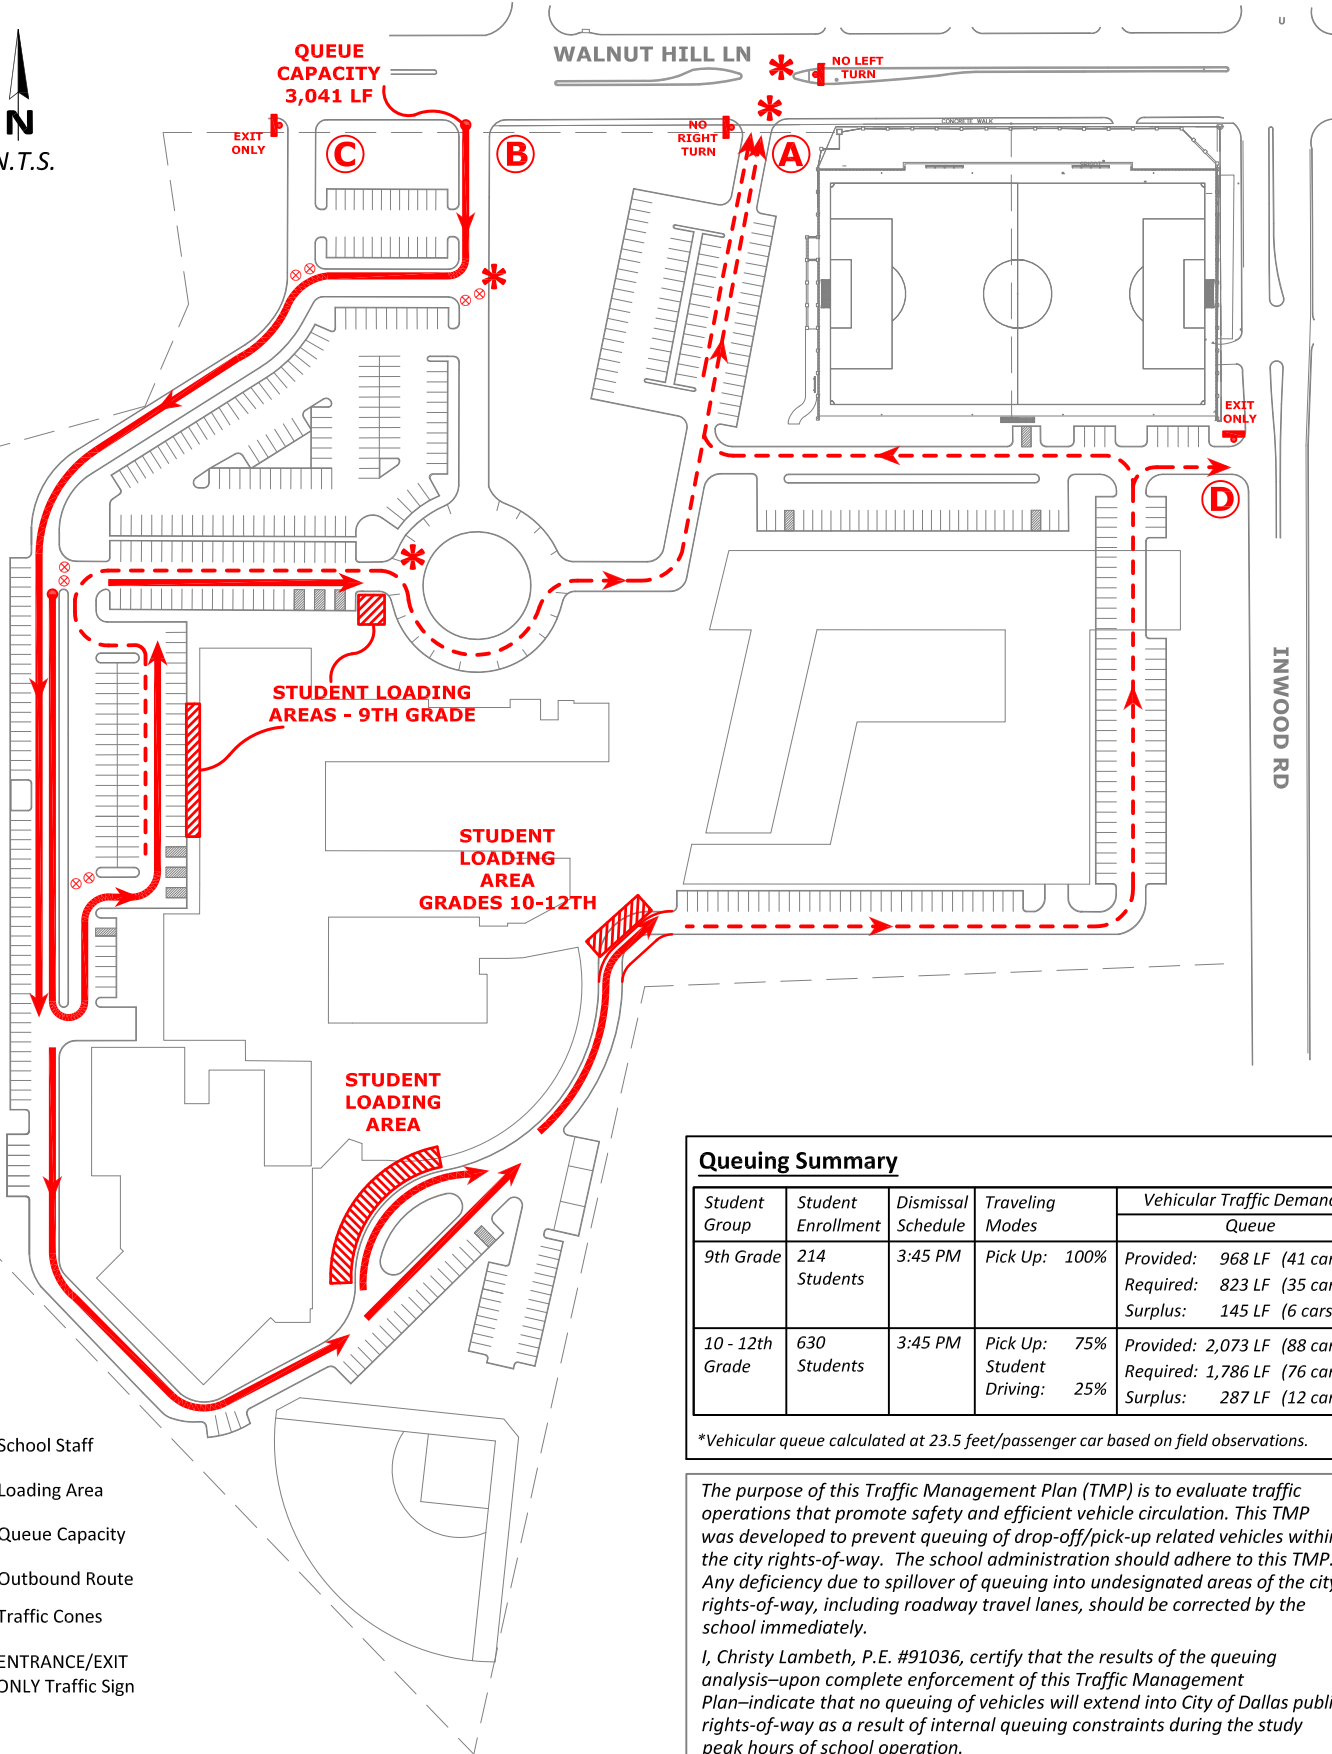 WALNUT HILL LN
QUEUE
CAPACITY
3,041 LF
NO LEFT
TURN
N
N.T.S.
EXIT
ONLY
C
B
NO
RIGHT
TURN
A
CONCRETE WALK
EXIT
ONLY
D
INWOOD RD
STUDENT LOADING
AREAS - 9TH GRADE
STUDENT
LOADING
AREA
GRADES 10-12TH
STUDENT
LOADING
AREA
Queuing Summary
Student Group
Student Enrollment
Dismissal Schedule
Traveling Modes
Vehicular Traffic Demand
Queue
9th Grade
214 Students
3:45 PM
Pick Up: 100%
Provided: 968 LF (41 car
Required: 823 LF (35 car
Surplus: 145 LF (6 cars
10 - 12th Grade
630 Students
3:45 PM
Pick Up: 75%
Student Driving: 25%
Provided: 2,073 LF (88 car
Required: 1,786 LF (76 car
Surplus: 287 LF (12 car
*Vehicular queue calculated at 23.5 feet/passenger car based on field observations.
School Staff
Loading Area
Queue Capacity
Outbound Route
Traffic Cones
ENTRANCE/EXIT
ONLY Traffic Sign
The purpose of this Traffic Management Plan (TMP) is to evaluate traffic
operations that promote safety and efficient vehicle circulation. This TMP
was developed to prevent queuing of drop-off/pick-up related vehicles within
the city rights-of-way. The school administration should adhere to this TMP.
Any deficiency due to spillover of queuing into undesignated areas of the city
rights-of-way, including roadway travel lanes, should be corrected by the
school immediately.
I, Christy Lambeth, P.E. #91036, certify that the results of the queuing
analysis–upon complete enforcement of this Traffic Management
Plan–indicate that no queuing of vehicles will extend into City of Dallas publi
rights-of-way as a result of internal queuing constraints during the study
peak hours of school operation.